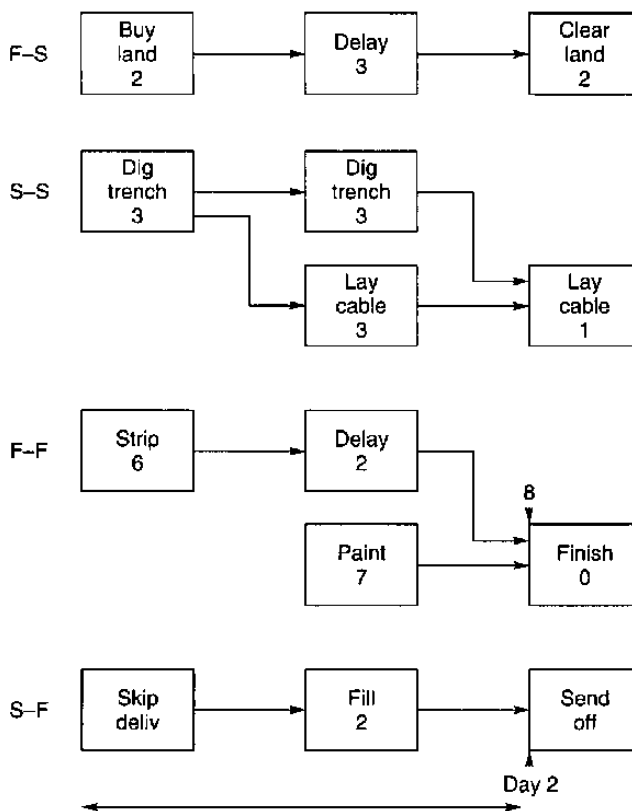 F–S
Buy
land
2
Delay
3
Clear
land
2
S–S
Dig
trench
3
Dig
trench
3
Lay
cable
3
Lay
cable
1
F–F
Strip
6
Delay
2
8
Paint
7
Finish
0
S–F
Skip
deliv
Fill
2
Send
off
Day 2